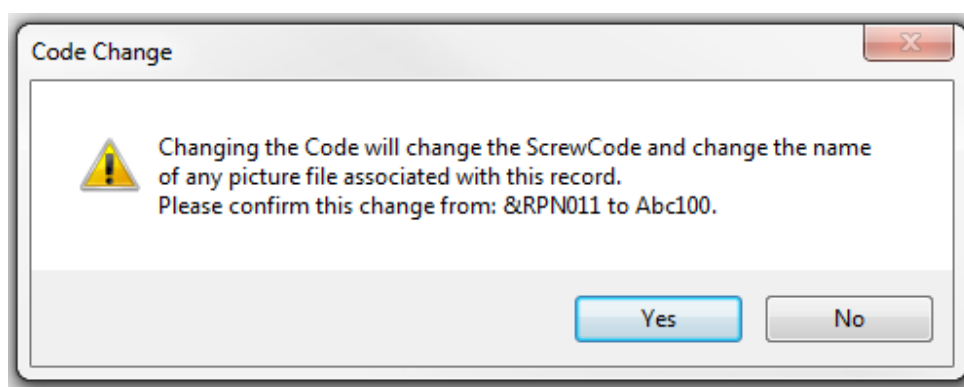 Code Change
Changing the Code will change the ScrewCode and change the name
of any picture file associated with this record.
Please confirm this change from: &RPN011 to Abc100.
Yes No